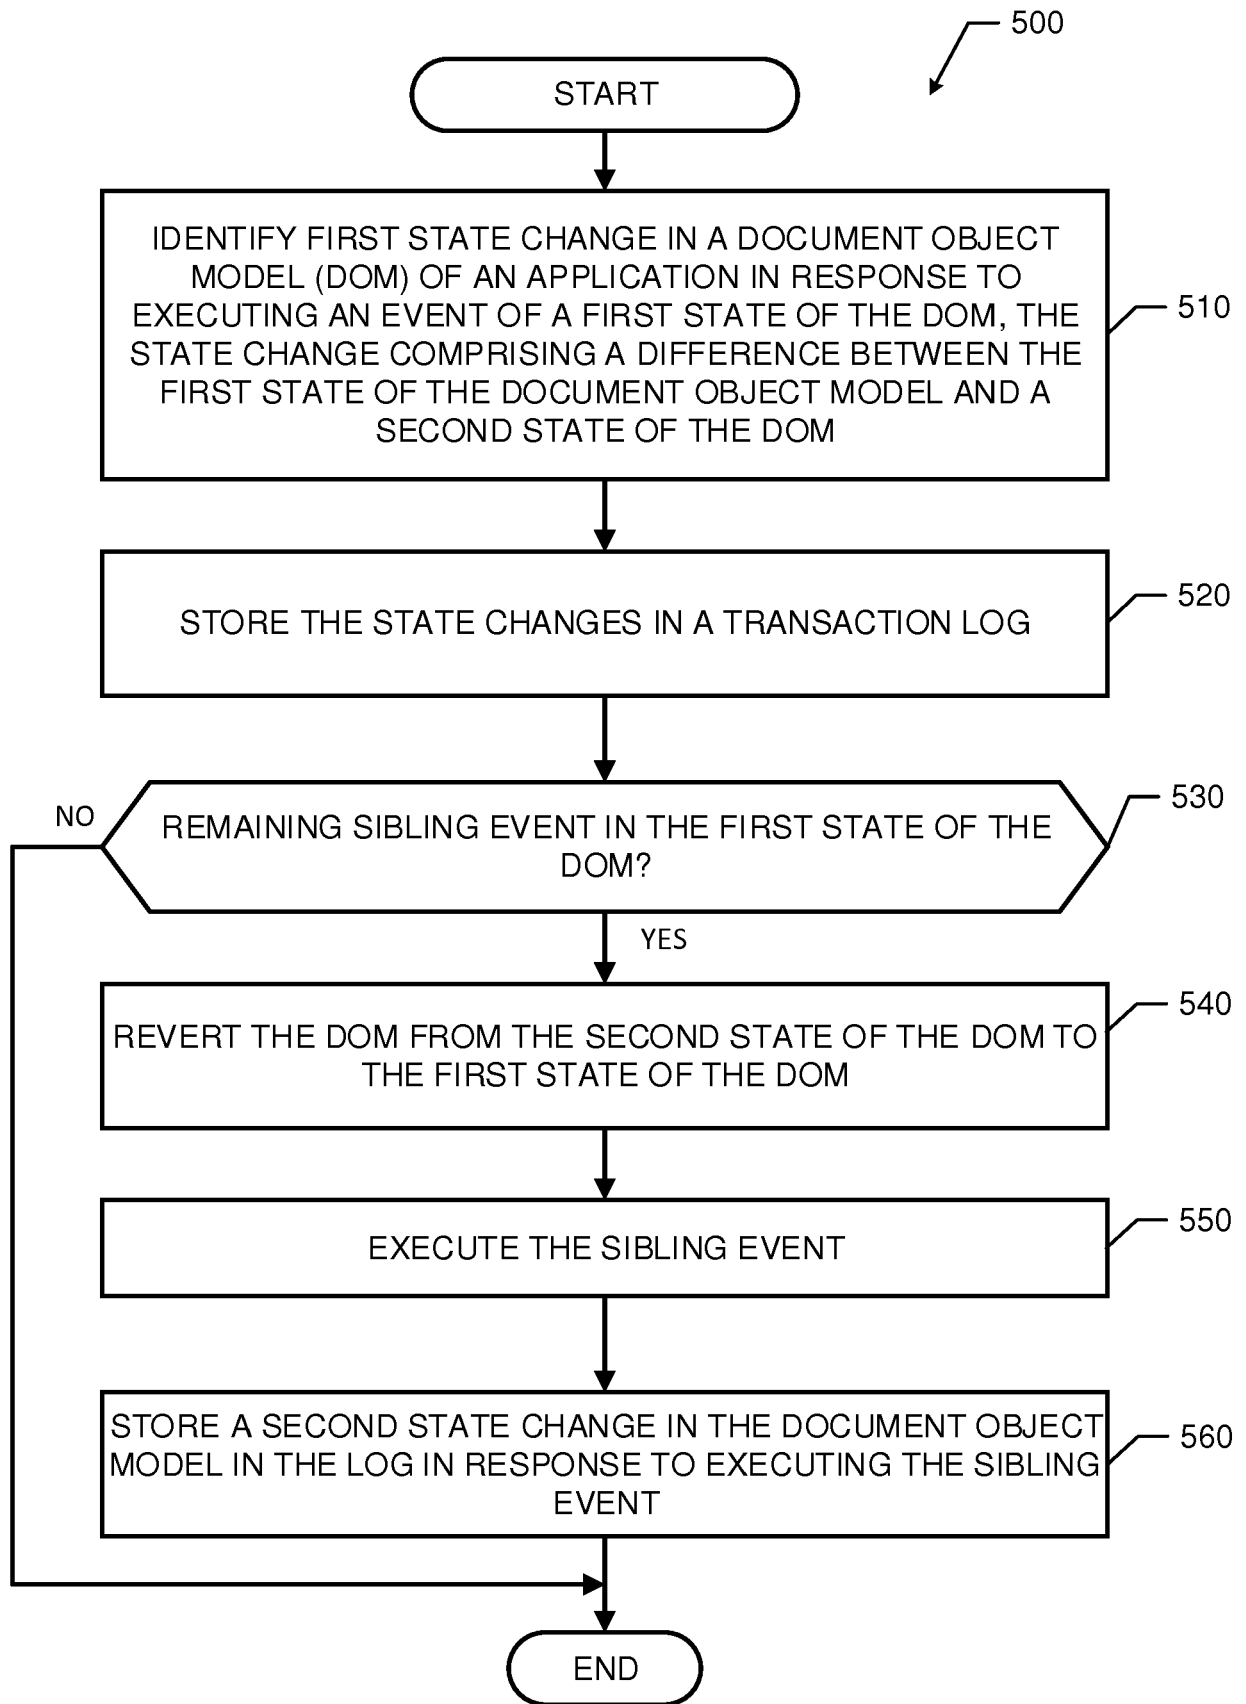 500
START
IDENTIFY FIRST STATE CHANGE IN A DOCUMENT OBJECT
MODEL (DOM) OF AN APPLICATION IN RESPONSE TO
EXECUTING AN EVENT OF A FIRST STATE OF THE DOM, THE
STATE CHANGE COMPRISING A DIFFERENCE BETWEEN THE
FIRST STATE OF THE DOCUMENT OBJECT MODEL AND A
SECOND STATE OF THE DOM
510
STORE THE STATE CHANGES IN A TRANSACTION LOG
520
NO
REMAINING SIBLING EVENT IN THE FIRST STATE OF THE
DOM?
530
YES
REVERT THE DOM FROM THE SECOND STATE OF THE DOM TO
THE FIRST STATE OF THE DOM
540
EXECUTE THE SIBLING EVENT
550
STORE A SECOND STATE CHANGE IN THE DOCUMENT OBJECT
MODEL IN THE LOG IN RESPONSE TO EXECUTING THE SIBLING
EVENT
560
END